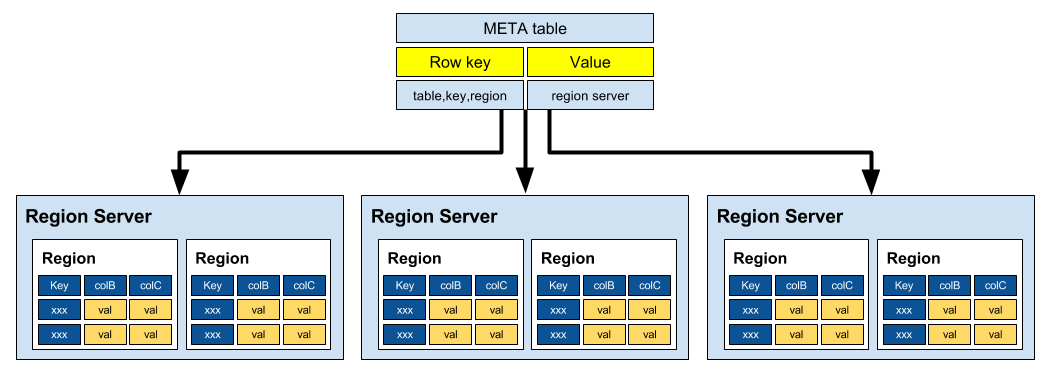 META table
Row key Value
table,key,region region server
Region Server Region Server Region Server
Region Region Region Region Region Region
Key colB colC Key colB colC Key colB colC Key colB colC Key colB colC Key colB colC
xxx val val xxx val val xxx val val xxx val val xxx val val xxx val val
xxx val val xxx val val xxx val val xxx val val xxx val val xxx val val